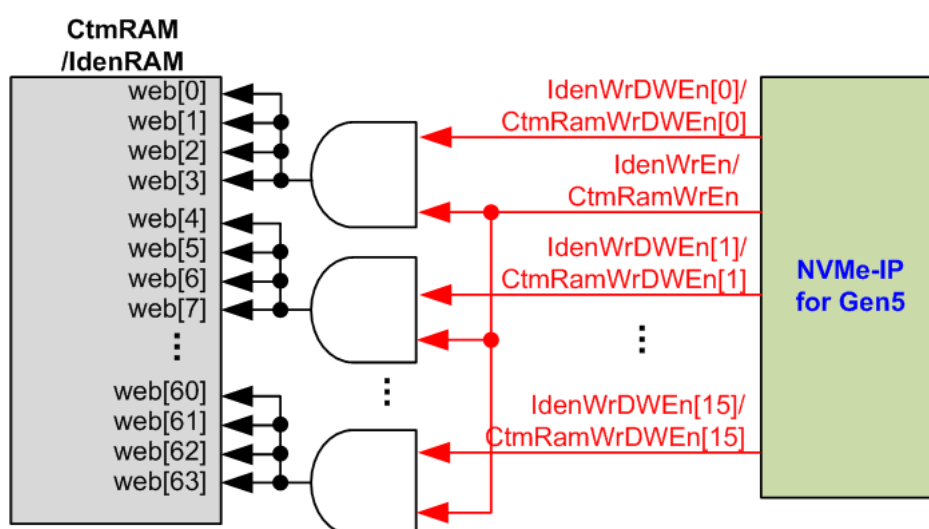 CtmRAM
/IdenRAM
web[0]
web[1]
web[2]
web[3]
web[4]
web[5]
web[6]
web[7]
...
web[60]
web[61]
web[62]
web[63]
...
IdenWrDWEn[0]/
CtmRamWrDWEn[0]
IdenWrEn/
CtmRamWrEn
IdenWrDWEn[1]/
CtmRamWrDWEn[1]
...
IdenWrDWEn[15]/
CtmRamWrDWEn[15]
NVMe-IP
for Gen5